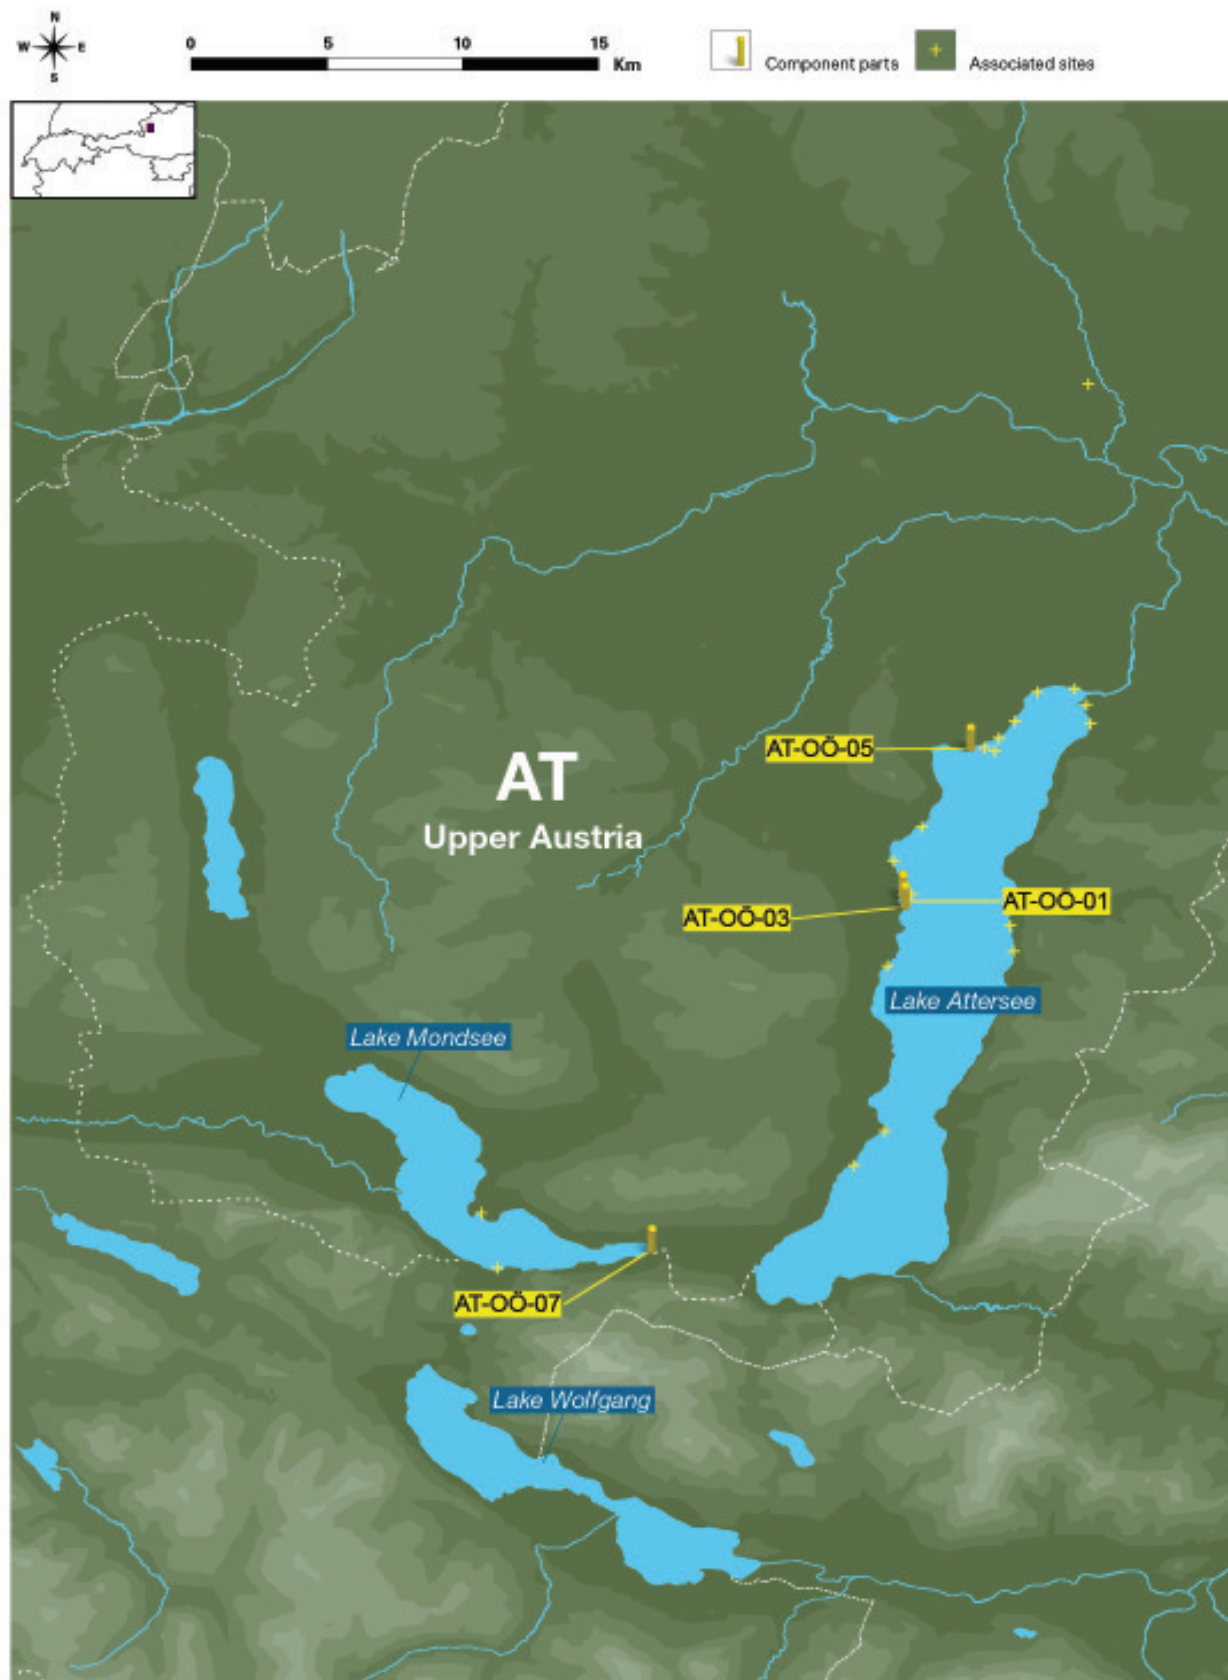 N
W E
S
0 5 10 15
Km
Component parts
Associated sites
AT
Upper Austria
AT-OÖ-05
AT-OÖ-03
AT-OÖ-01
Lake Attersee
Lake Mondsee
AT-OÖ-07
Lake Wolfgang